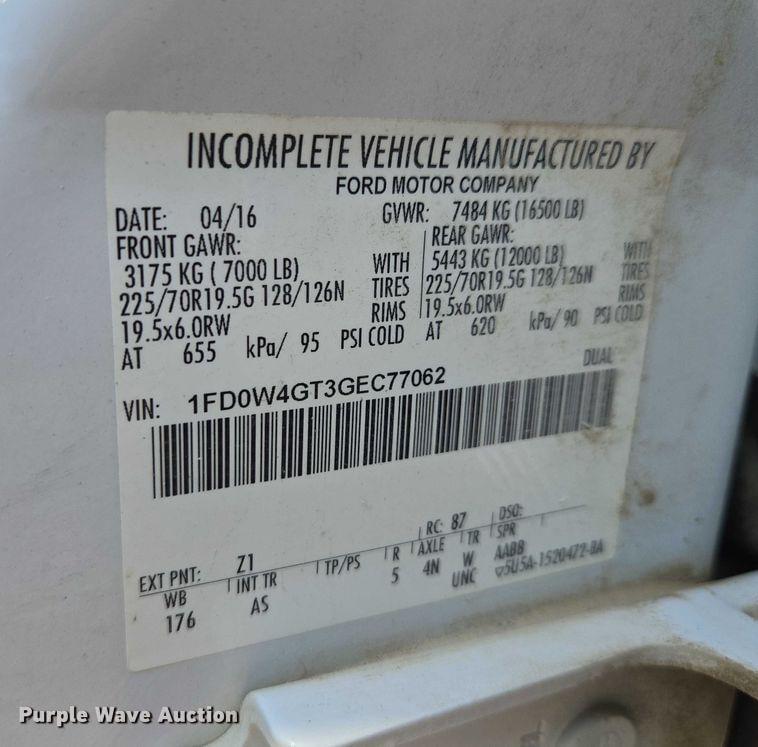 INCOMPLETE VEHICLE MANUFACTURED BY
FORD MOTOR COMPANY
DATE: 04/16 GVWR: 7484 KG (16500 LB)
FRONT GAWR: REAR GAWR:
3175 KG ( 7000 LB) WITH 5443 KG (12000 LB) WITH
225/70R19.5G 128/126N TIRES 225/70R19.5G 128/126N TIRES
19.5x6.0RW RIMS 19.5x6.0RW RIMS
AT 655 kPa/ 95 PSI COLD AT 620 kPa/ 90 PSI COLD
DUAL
VIN: 1FD0W4GT3GEC77062
EXT PNT: Z1 RC: 87 DSO:
WB INT TR TP/PS R AXLE TR SPR
176 AS 5 4N W AABB
UNC ▽5U5A-1520472-BA
Purple Wave Auction